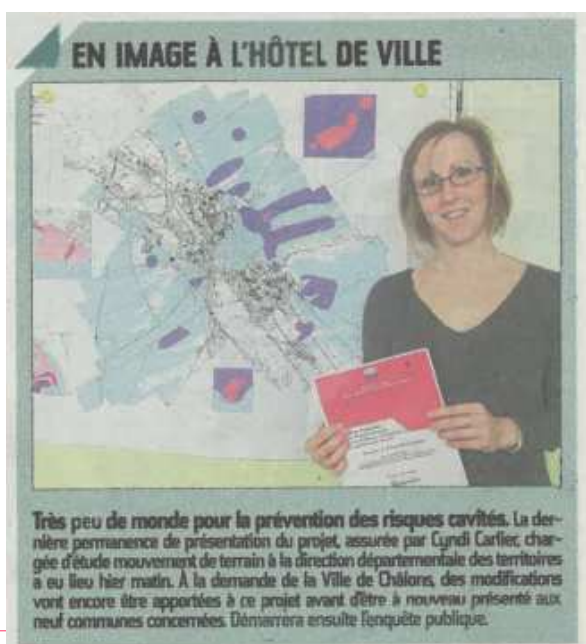 EN IMAGE À L'HÔTEL DE VILLE
Très peu de monde pour la prévention des risques cavités. La der-
nière permanence de présentation du projet, assurée par Cyndi Carlier, char-
gée d'étude mouvement de terrain à la direction départementale des territoires
a eu lieu hier matin. À la demande de la Ville de Châlons, des modifications
vont encore être apportées à ce projet avant d'être à nouveau présenté aux
neuf communes concernées. Démarrera ensuite l'enquête publique.